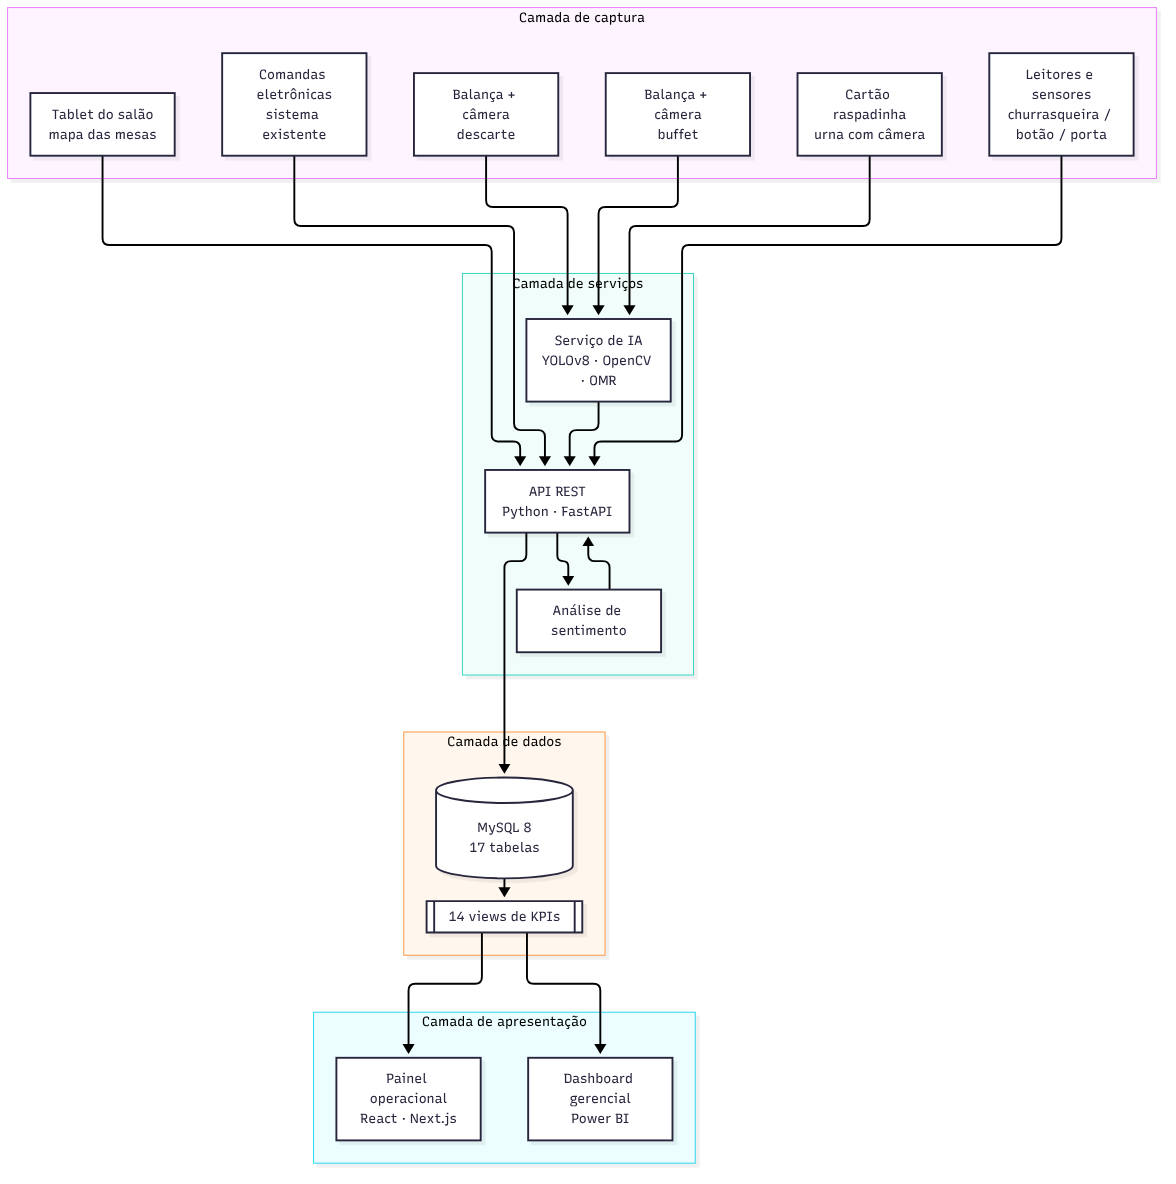 Camada de captura
Tablet do salão
mapa das mesas
Comandas
eletrônicas
sistema
existente
Balança +
câmera
descarte
Balança +
câmera
buffet
Cartão
raspadinha
urna com câmera
Leitores e
sensores
churrasqueira /
botão / porta
Camada de serviços
Serviço de IA
YOLOv8 · OpenCV
· OMR
API REST
Python · FastAPI
Análise de
sentimento
Camada de dados
MySQL 8
17 tabelas
14 views de KPIs
Camada de apresentação
Painel
operacional
React · Next.js
Dashboard
gerencial
Power BI